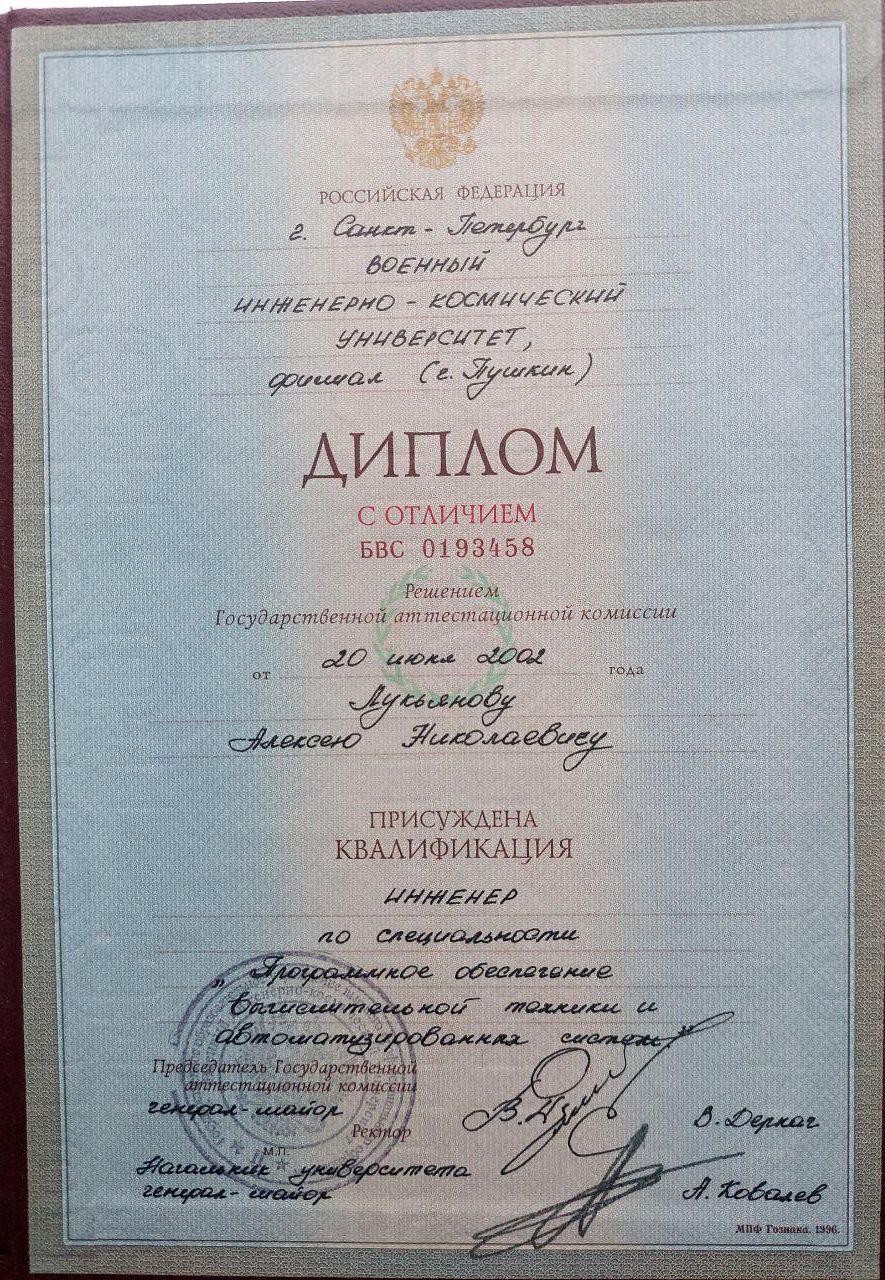 РОССИЙСКАЯ ФЕДЕРАЦИЯ
г. Санкт-Петербург
ВОЕННЫЙ
ИНЖЕНЕРНО-КОСМИЧЕСКИЙ
УНИВЕРСИТЕТ,
филиал (г. Пушкин)
ДИПЛОМ
С ОТЛИЧИЕМ
БВС 0193458
Решением
Государственной аттестационной комиссии
от 20 июня 2002 года
Лукьянову
Алексею Николаевичу
ПРИСУЖДЕНА
КВАЛИФИКАЦИЯ
ИНЖЕНЕР
по специальности
„Программное обеспечение
вычислительной техники и
автоматизированных систем"
Председатель Государственной
аттестационной комиссии
генерал-майор В. Деркач
Ректор
М.П.
Начальник университета
генерал-майор А. Ковалев
МПФ Гознака. 1996.